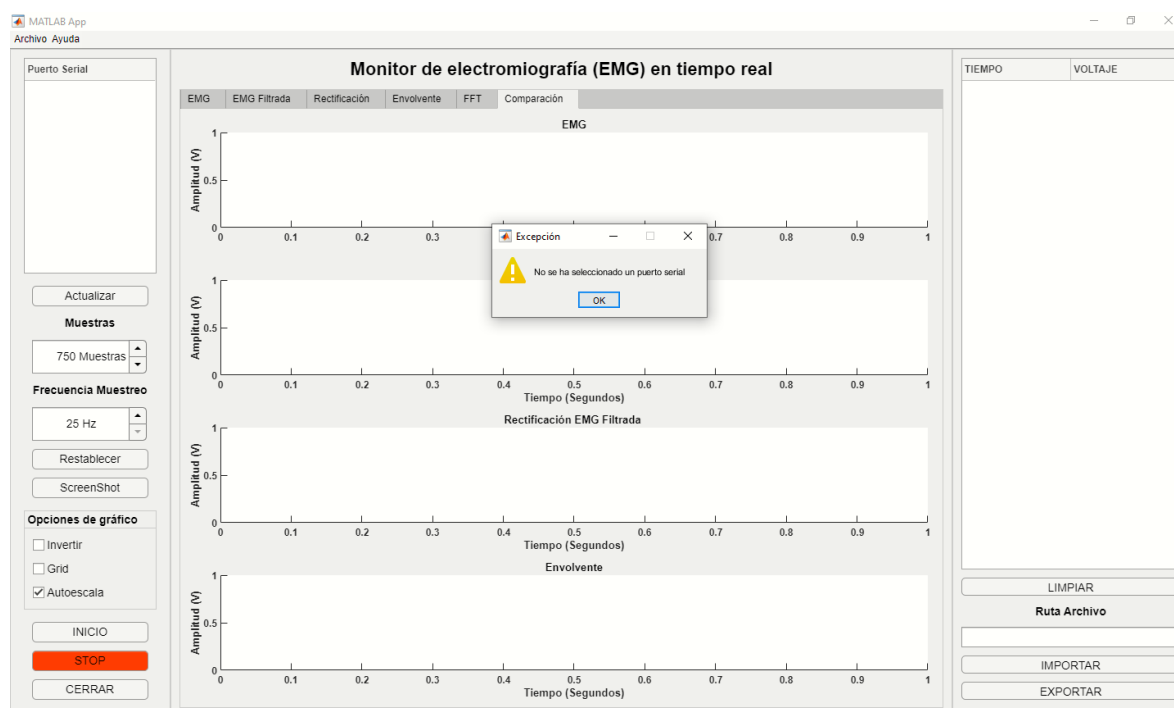 MATLAB App
Archivo Ayuda
Puerto Serial
Actualizar
Muestras
750 Muestras
Frecuencia Muestreo
25 Hz
Restablecer
ScreenShot
Opciones de gráfico
Invertir
Grid
Autoescala
INICIO
STOP
CERRAR
Monitor de electromiografía (EMG) en tiempo real
EMG EMG Filtrada Rectificación Envolvente FFT Comparación
EMG
Amplitud (V)
1
0.5
0
0 0.1 0.2 0.3 0.7 0.8 0.9 1
Excepción
No se ha seleccionado un puerto serial
OK
Amplitud (V)
1
0.5
0
0 0.1 0.2 0.3 0.4 0.5 0.6 0.7 0.8 0.9 1
Tiempo (Segundos)
Rectificación EMG Filtrada
Amplitud (V)
1
0.5
0
0 0.1 0.2 0.3 0.4 0.5 0.6 0.7 0.8 0.9 1
Tiempo (Segundos)
Envolvente
Amplitud (V)
1
0.5
0
0 0.1 0.2 0.3 0.4 0.5 0.6 0.7 0.8 0.9 1
Tiempo (Segundos)
TIEMPO VOLTAJE
LIMPIAR
Ruta Archivo
IMPORTAR
EXPORTAR